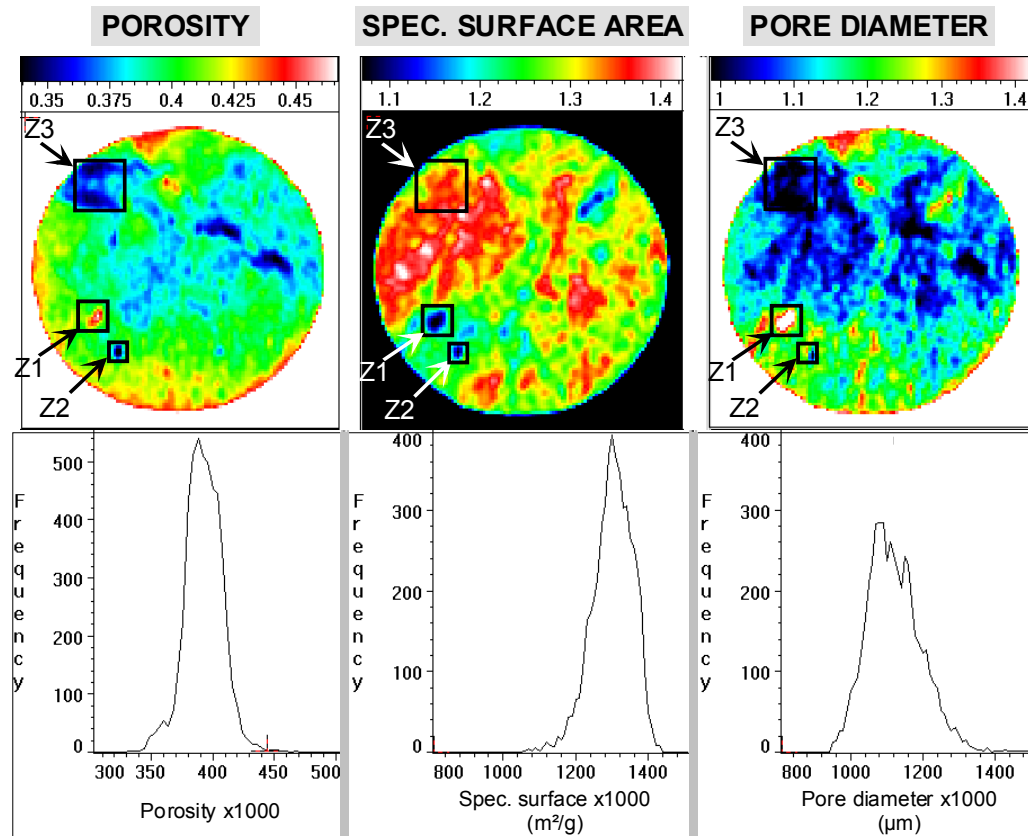 POROSITY SPEC. SURFACE AREA PORE DIAMETER
0.35 0.375 0.4 0.425 0.45 1.1 1.2 1.3 1.4 1 1.1 1.2 1.3 1.4
Z3 Z3 Z3
Z1 Z1 Z1
Z2 Z2 Z2
500
400
300
200
100
0
Frequency
300 350 400 450 500
Porosity x1000
400
300
200
100
0
Frequency
800 1000 1200 1400
Spec. surface x1000
(m²/g)
400
300
200
100
0
Frequency
800 1000 1200 1400
Pore diameter x1000
(µm)